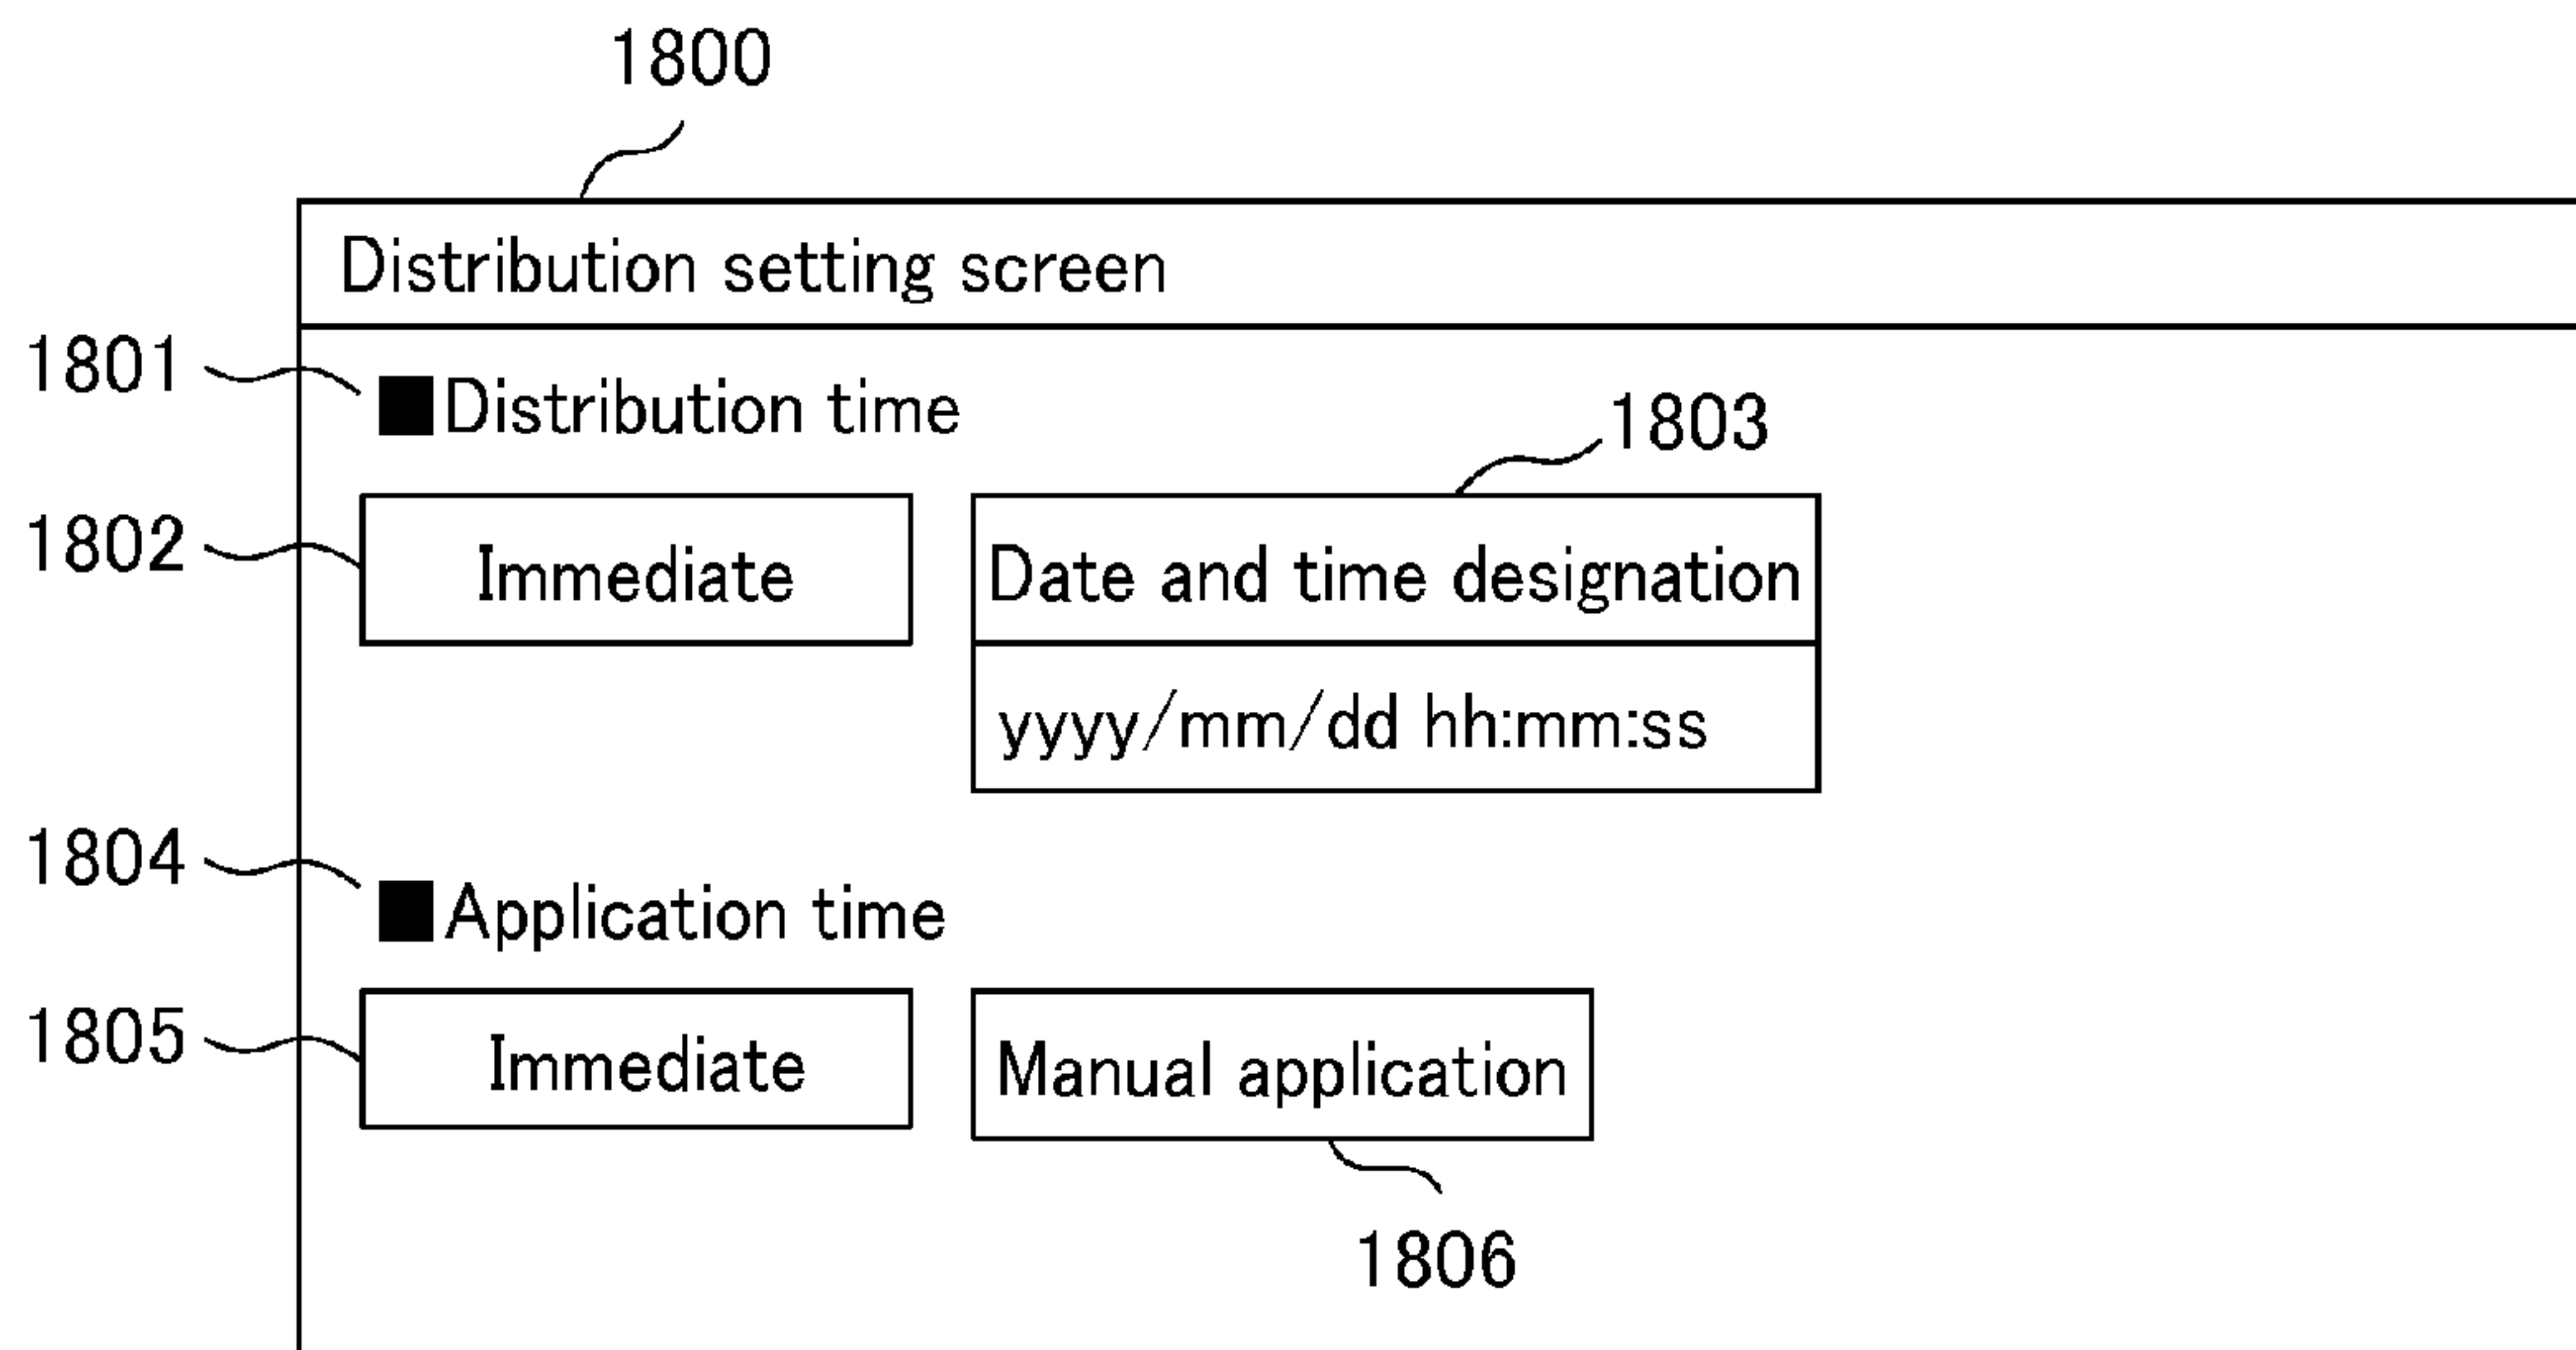 1800
Distribution setting screen
1801
■Distribution time
1803
1802
Immediate
Date and time designation
yyyy/mm/dd hh:mm:ss
1804
■Application time
1805
Immediate
Manual application
1806